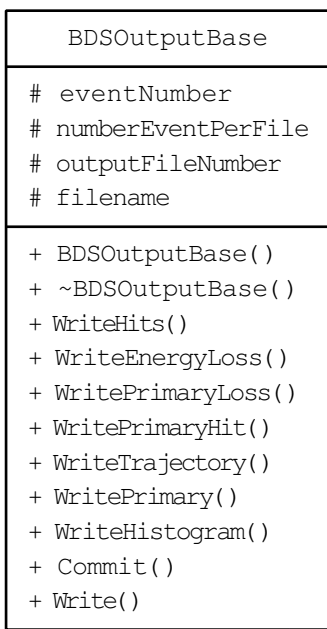 BDSOutputBase
# eventNumber
# numberEventPerFile
# outputFileNumber
# filename
+ BDSOutputBase()
+ ~BDSOutputBase()
+ WriteHits()
+ WriteEnergyLoss()
+ WritePrimaryLoss()
+ WritePrimaryHit()
+ WriteTrajectory()
+ WritePrimary()
+ WriteHistogram()
+ Commit()
+ Write()